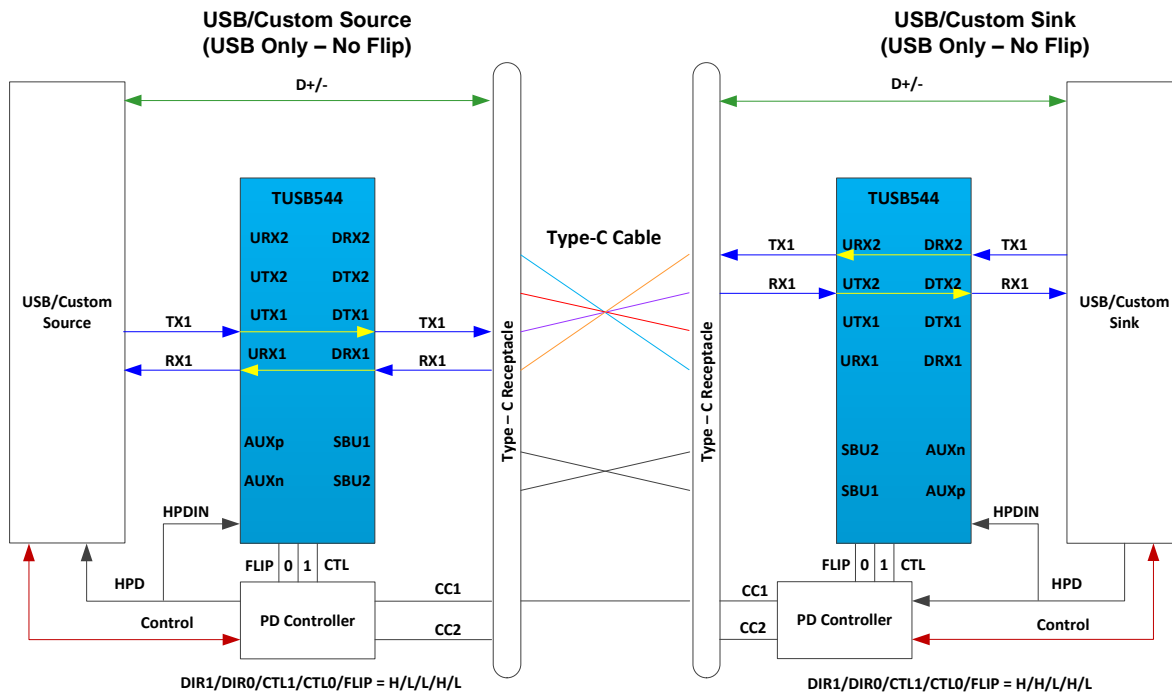 USB/Custom Source
(USB Only – No Flip)
USB/Custom Sink
(USB Only – No Flip)
D+/-
D+/-
TUSB544
URX2 DRX2
UTX2 DTX2
UTX1 DTX1
URX1 DRX1
AUXp SBU1
AUXn SBU2
USB/Custom
Source
TX1
TX1
RX1
RX1
HPDIN
FLIP 0 1 CTL
HPD
Control
PD Controller
CC1
CC2
Type – C Receptacle
Type-C Cable
Type – C Receptacle
TUSB544
TX1
URX2 DRX2
TX1
RX1
UTX2 DTX2
RX1
UTX1 DTX1
URX1 DRX1
SBU2 AUXn
SBU1 AUXp
USB/Custom
Sink
HPDIN
FLIP 0 1 CTL
CC1
CC2
PD Controller
HPD
Control
DIR1/DIR0/CTL1/CTL0/FLIP = H/L/L/H/L
DIR1/DIR0/CTL1/CTL0/FLIP = H/H/L/H/L